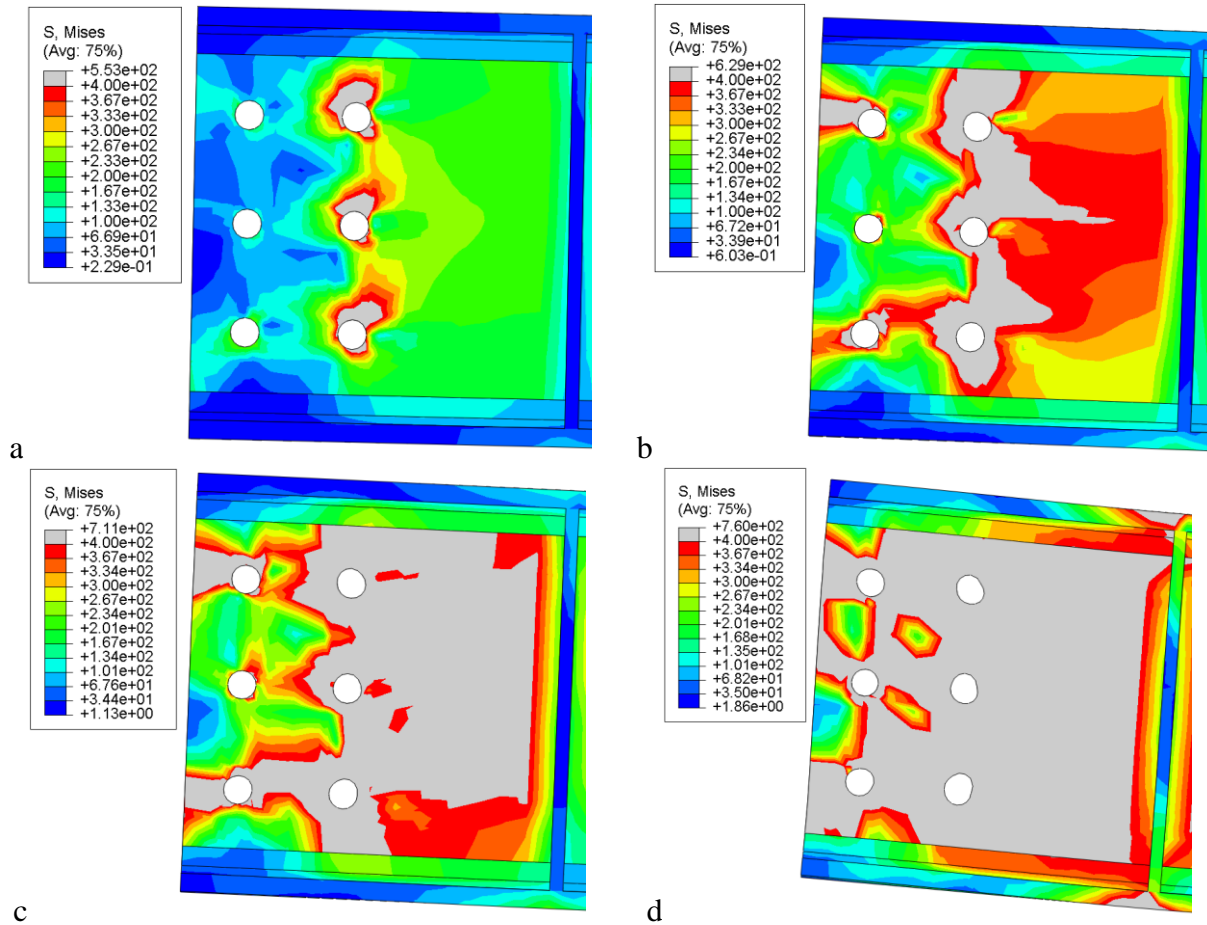 S, Mises
(Avg: 75%)
+5.53e+02
+4.00e+02
+3.67e+02
+3.33e+02
+3.00e+02
+2.67e+02
+2.33e+02
+2.00e+02
+1.67e+02
+1.33e+02
+1.00e+02
+6.69e+01
+3.35e+01
+2.29e-01
a
S, Mises
(Avg: 75%)
+6.29e+02
+4.00e+02
+3.67e+02
+3.33e+02
+3.00e+02
+2.67e+02
+2.34e+02
+2.00e+02
+1.67e+02
+1.34e+02
+1.00e+02
+6.72e+01
+3.39e+01
+6.03e-01
b
S, Mises
(Avg: 75%)
+7.11e+02
+4.00e+02
+3.67e+02
+3.34e+02
+3.00e+02
+2.67e+02
+2.34e+02
+2.01e+02
+1.67e+02
+1.34e+02
+1.01e+02
+6.76e+01
+3.44e+01
+1.13e+00
c
S, Mises
(Avg: 75%)
+7.60e+02
+4.00e+02
+3.67e+02
+3.34e+02
+3.00e+02
+2.67e+02
+2.34e+02
+2.01e+02
+1.68e+02
+1.35e+02
+1.01e+02
+6.82e+01
+3.50e+01
+1.86e+00
d